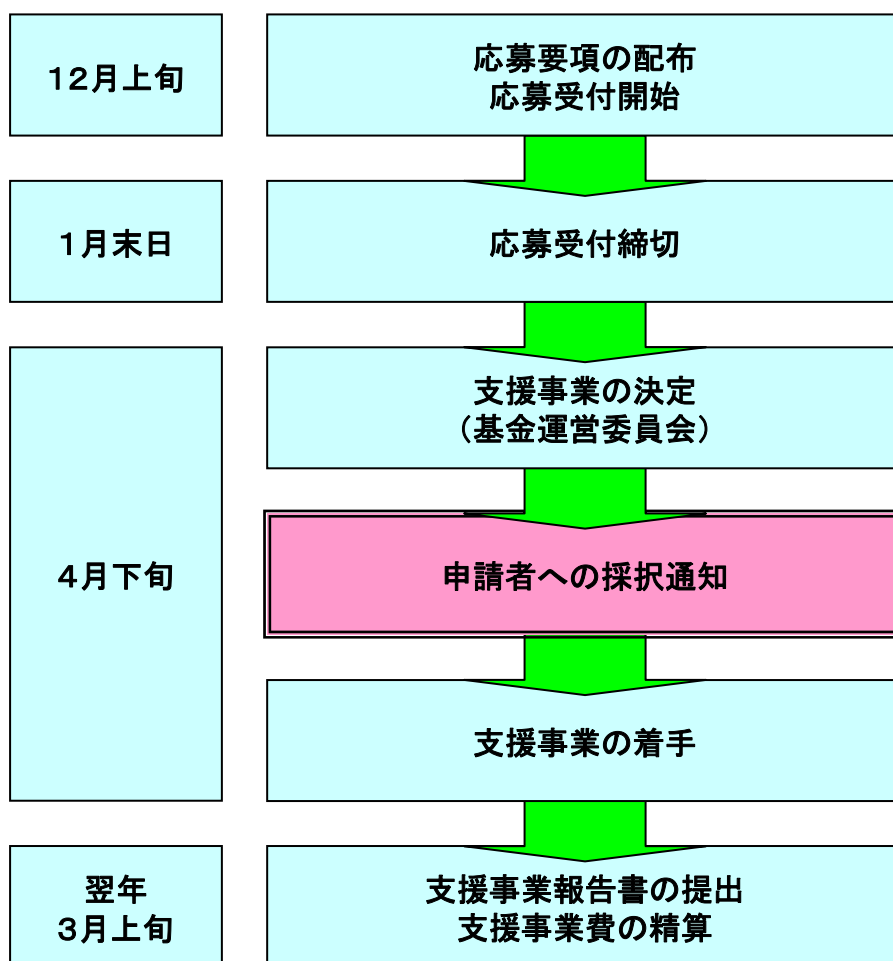 12月上旬
応募要項の配布
応募受付開始
1月末日
応募受付締切
4月下旬
支援事業の決定
（基金運営委員会）
申請者への採択通知
支援事業の着手
翌年
3月上旬
支援事業報告書の提出
支援事業費の精算